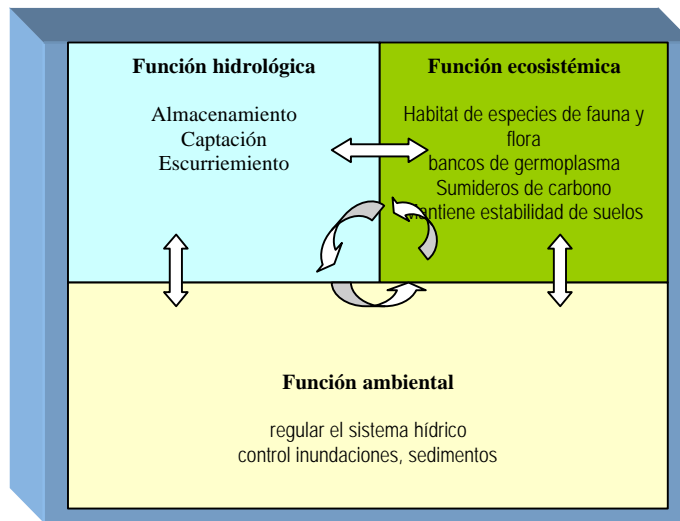 Función hidrológica
Almacenamiento
Captación
Escurriemiento
Función ecosistémica
Habitat de especies de fauna y
flora
bancos de germoplasma
Sumideros de carbono
Mantiene estabilidad de suelos
Función ambiental
regular el sistema hídrico
control inundaciones, sedimentos